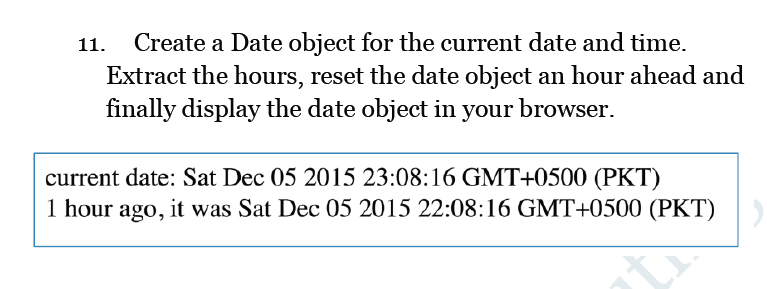 11. Create a Date object for the current date and time.
Extract the hours, reset the date object an hour ahead and
finally display the date object in your browser.
current date: Sat Dec 05 2015 23:08:16 GMT+0500 (PKT)
1 hour ago, it was Sat Dec 05 2015 22:08:16 GMT+0500 (PKT)